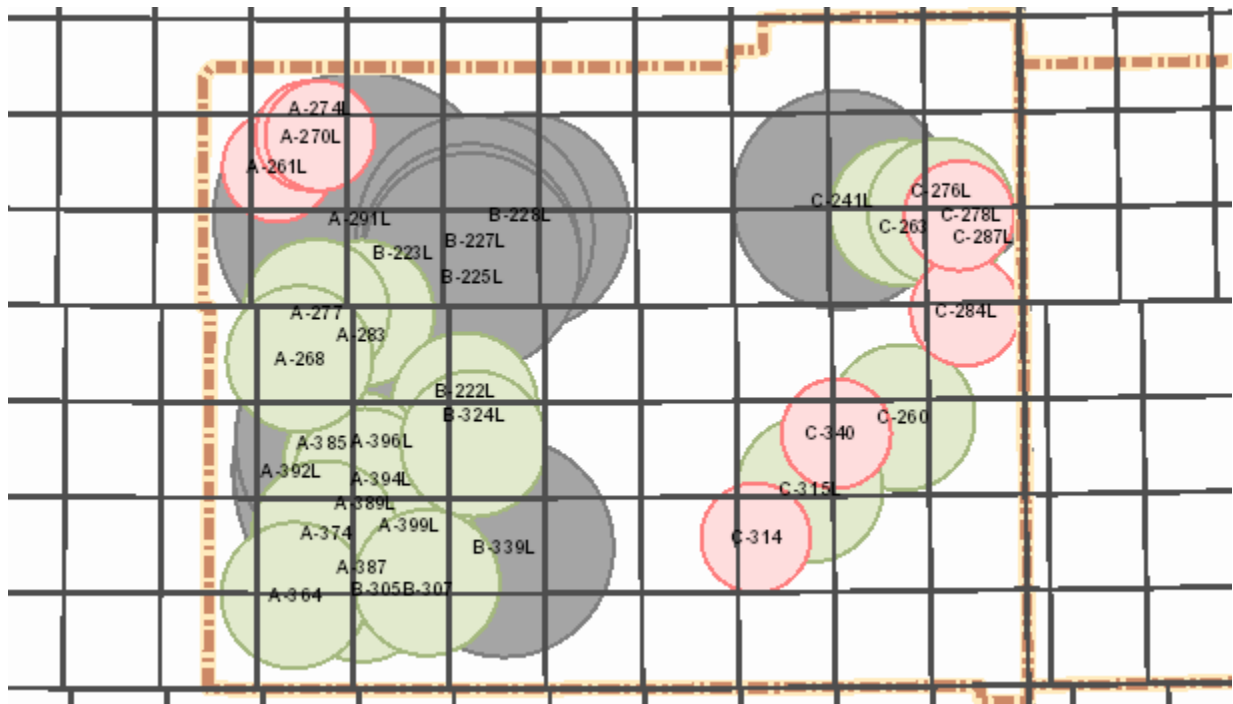 A-274L
A-270L
A-261L
A-291L
B-228L
B-227L
B-223L
B-225L
C-276L
C-241L
C-278L
C-263
C-287L
A-277
C-284L
A-283
A-268
B-222L
B-324L
C-260
C-340
A-385
A-396L
A-392L
A-394L
C-315L
A-389L
A-399L
A-374
C-314
B-339L
A-387
B-305
B-307
A-364